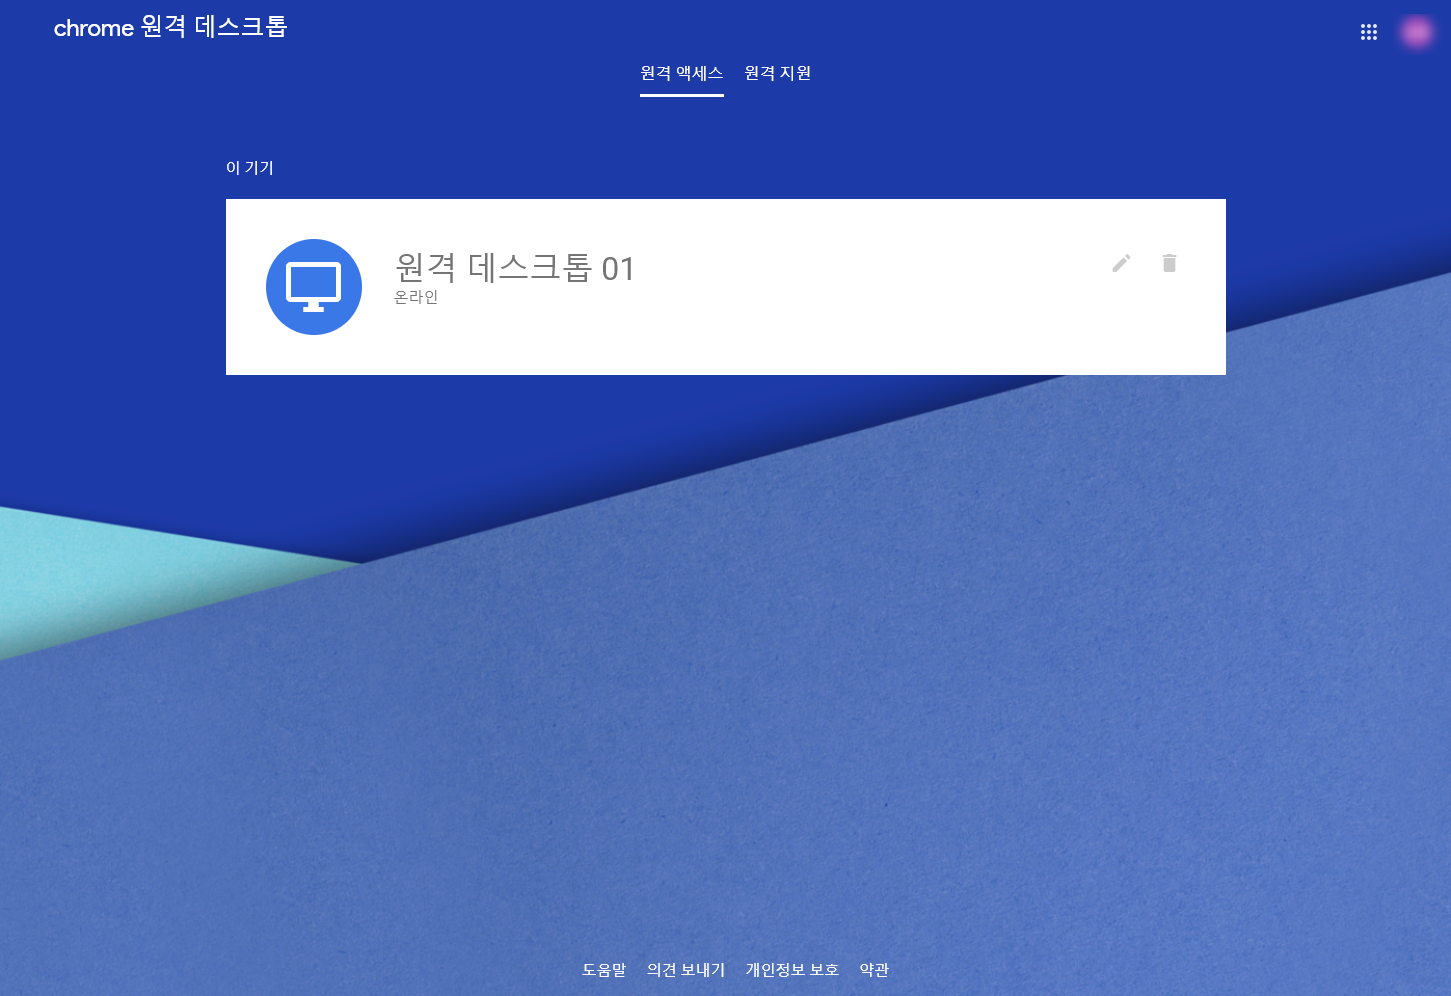 chrome 원격 데스크톱
원격 액세스 원격 지원
이 기기
원격 데스크톱 01
온라인
도움말 의견 보내기 개인정보 보호 약관